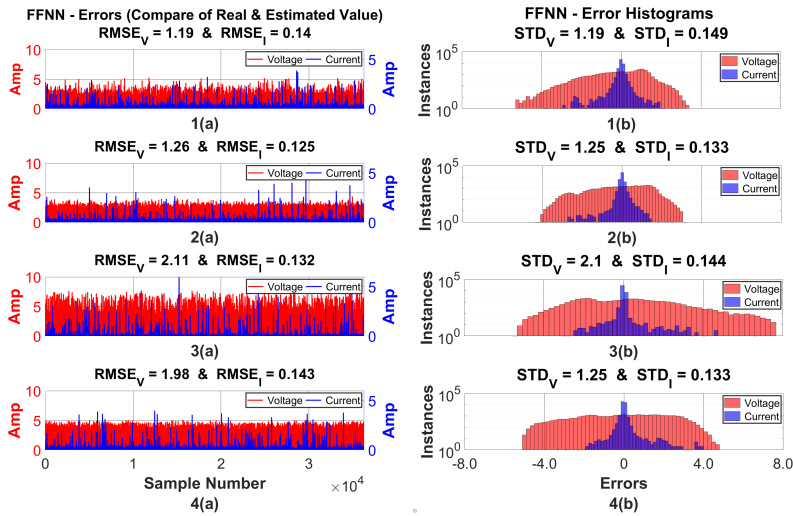 FFNN - Errors (Compare of Real & Estimated Value)
RMSE_V = 1.19 & RMSE_I = 0.14
10
5
0
Amp
Voltage Current
5
0
Amp
1(a)
FFNN - Error Histograms
STD_V = 1.19 & STD_I = 0.149
10^5
10^0
Instances
Voltage
Current
1(b)
RMSE_V = 1.26 & RMSE_I = 0.125
10
5
0
Amp
Voltage Current
5
0
Amp
2(a)
STD_V = 1.25 & STD_I = 0.133
10^5
10^0
Instances
Voltage
Current
2(b)
RMSE_V = 2.11 & RMSE_I = 0.132
10
5
0
Amp
Voltage Current
5
0
Amp
3(a)
STD_V = 2.1 & STD_I = 0.144
10^5
10^0
Instances
Voltage
Current
3(b)
RMSE_V = 1.98 & RMSE_I = 0.143
10
5
0
Amp
Voltage Current
5
0
Amp
0 1 2 3
Sample Number ×10^4
4(a)
STD_V = 1.25 & STD_I = 0.133
10^5
10^0
Instances
Voltage
Current
-8.0 -4.0 0 4.0 8.0
Errors
4(b)